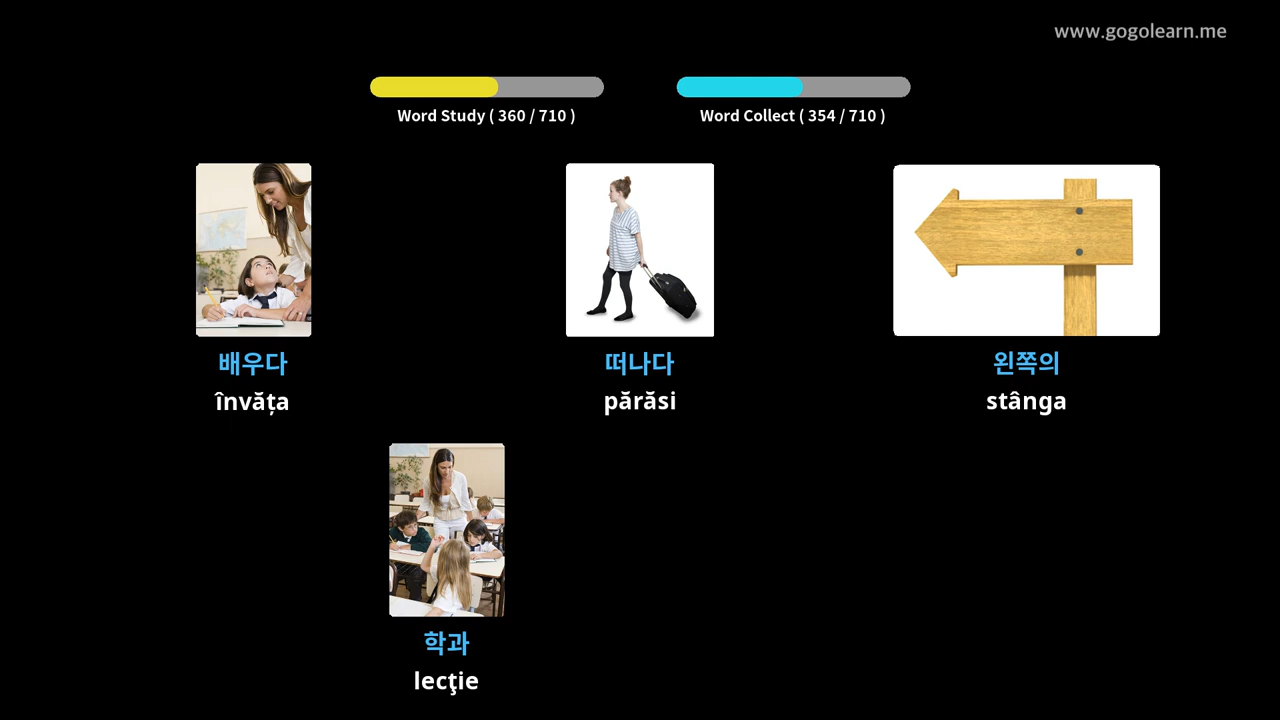 www.gogolearn.me
Word Study ( 360 / 710 )
Word Collect ( 354 / 710 )
배우다
învăța
떠나다
părăsi
왼쪽의
stânga
학과
lecţie